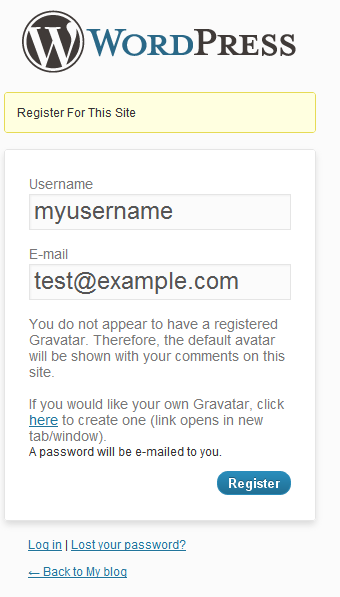 WORDPRESS
Register For This Site
Username
myusername
E-mail
test@example.com
You do not appear to have a registered
Gravatar. Therefore, the default avatar
will be shown with your comments on this
site.
If you would like your own Gravatar, click
here to create one (link opens in new
tab/window).
A password will be e-mailed to you.
Register
Log in | Lost your password?
← Back to My blog